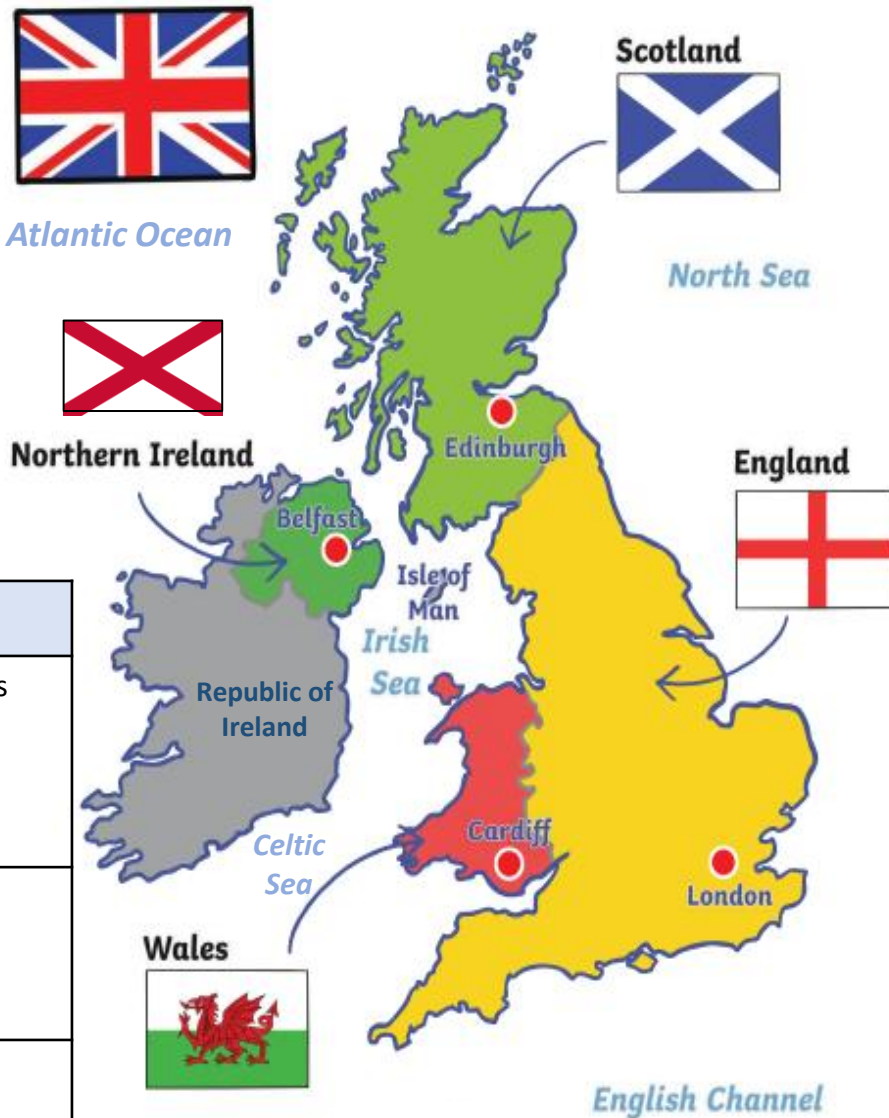 Scotland
Atlantic Ocean
North Sea
Edinburgh
Northern Ireland
England
Belfast
Isle of
Man
Irish
Sea
s
Republic of
Ireland
Cardiff
Celtic
Sea
London
Wales
English Channel